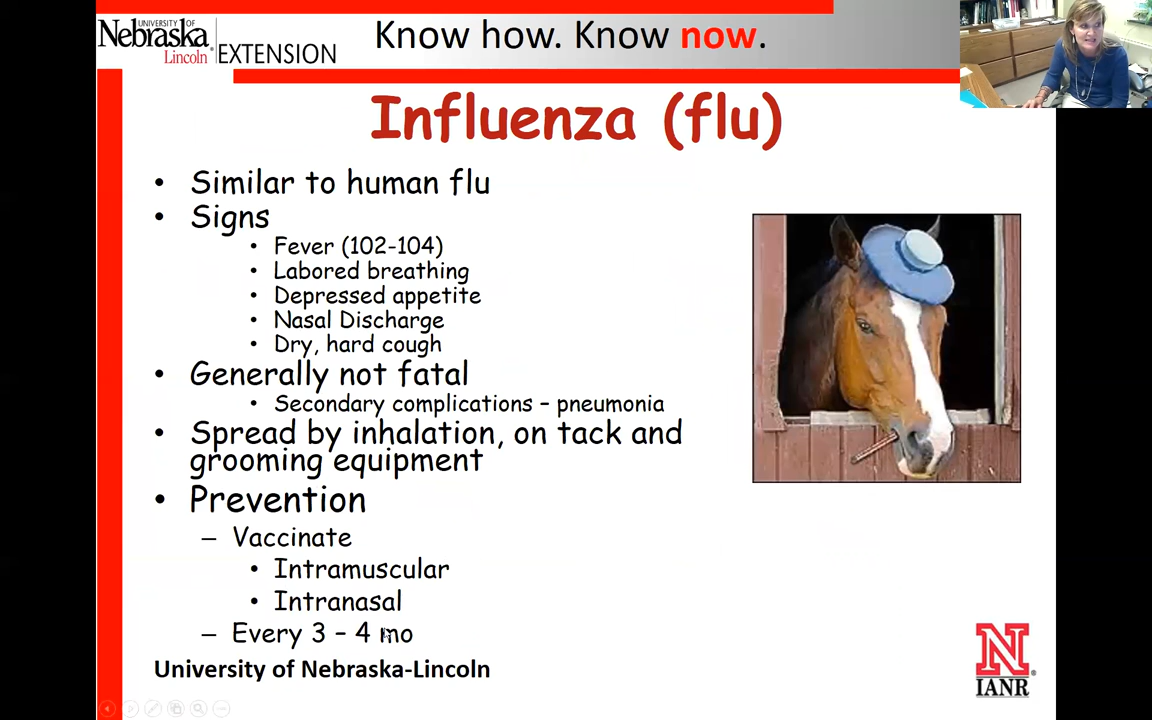 UNIVERSITY OF
Nebraska
Lincoln
EXTENSION
Know how. Know now.
Influenza (flu)
• Similar to human flu
• Signs
• Fever (102-104)
• Labored breathing
• Depressed appetite
• Nasal Discharge
• Dry, hard cough
• Generally not fatal
• Secondary complications – pneumonia
• Spread by inhalation, on tack and
grooming equipment
• Prevention
– Vaccinate
• Intramuscular
• Intranasal
– Every 3 – 4 mo
University of Nebraska-Lincoln
N
IANR